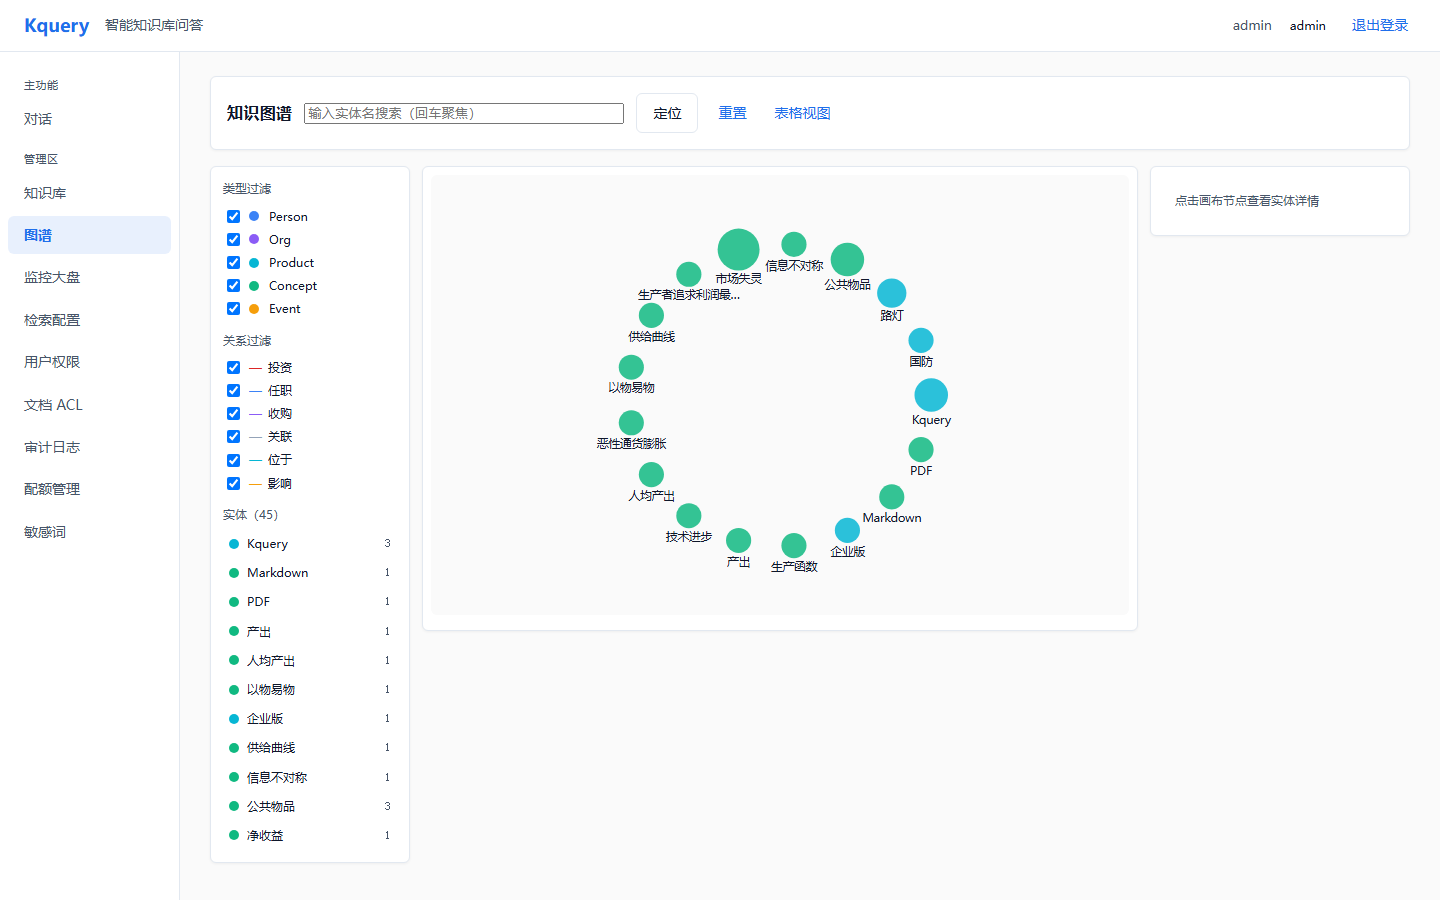 Kquery 智能知识库问答
admin admin 退出登录
主功能
对话
管理区
知识库
图谱
监控大盘
检索配置
用户权限
文档 ACL
审计日志
配额管理
敏感词
知识图谱 输入实体名搜索（回车聚焦） 定位 重置 表格视图
类型过滤
Person
Org
Product
Concept
Event
关系过滤
投资
任职
收购
关联
位于
影响
实体（45）
Kquery 3
Markdown 1
PDF 1
产出 1
人均产出 1
以物易物 1
企业版 1
供给曲线 1
信息不对称 1
公共物品 3
净收益 1
市场失灵
信息不对称
公共物品
生产者追求利润最...
路灯
供给曲线
国防
以物易物
Kquery
恶性通货膨胀
PDF
人均产出
Markdown
技术进步
企业版
产出
生产函数
点击画布节点查看实体详情